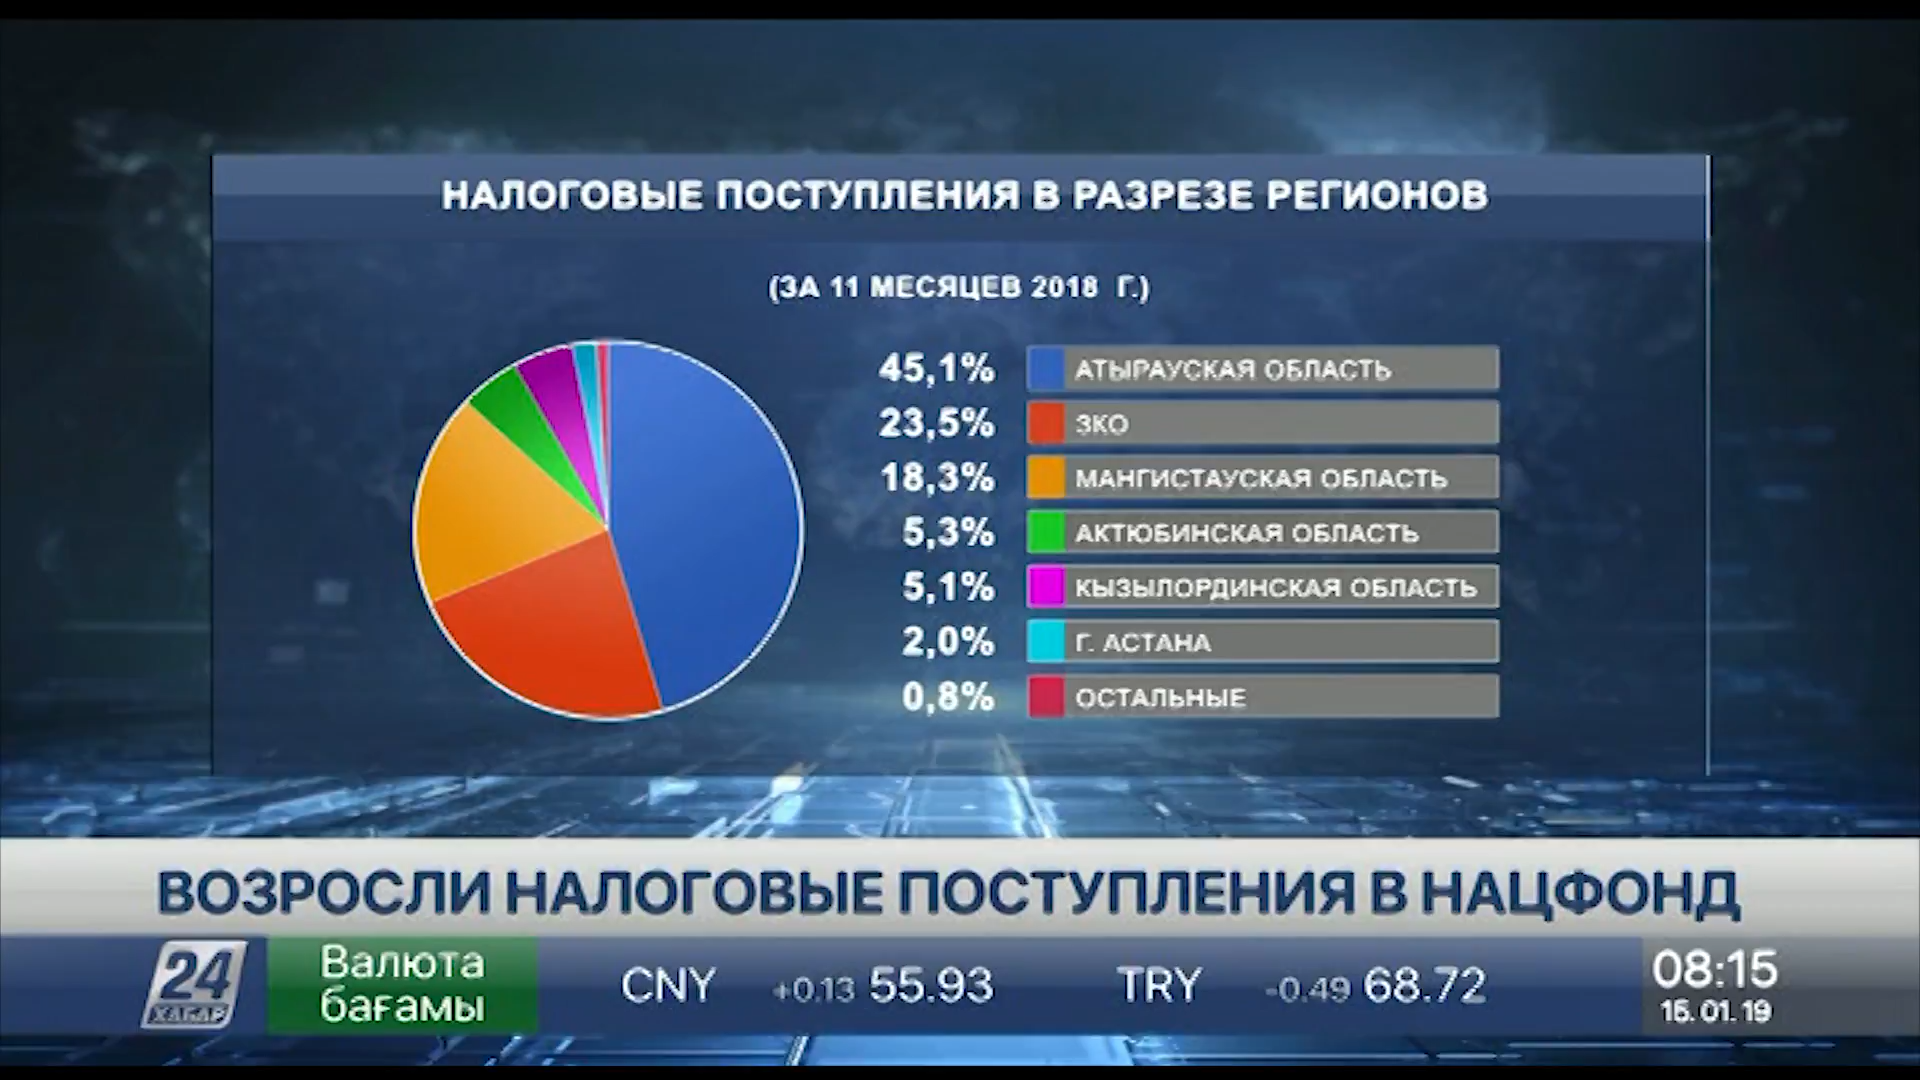 НАЛОГОВЫЕ ПОСТУПЛЕНИЯ В РАЗРЕЗЕ РЕГИОНОВ
(ЗА 11 МЕСЯЦЕВ 2018 Г.)
45,1% АТЫРАУСКАЯ ОБЛАСТЬ
23,5% ЗКО
18,3% МАНГИСТАУСКАЯ ОБЛАСТЬ
5,3% АКТЮБИНСКАЯ ОБЛАСТЬ
5,1% КЫЗЫЛОРДИНСКАЯ ОБЛАСТЬ
2,0% Г. АСТАНА
0,8% ОСТАЛЬНЫЕ
ВОЗРОСЛИ НАЛОГОВЫЕ ПОСТУПЛЕНИЯ В НАЦФОНД
24
ХАБАР
Валюта
бағамы
CNY +0.13 55.93 TRY -0.49 68.72
08:15
15.01.19